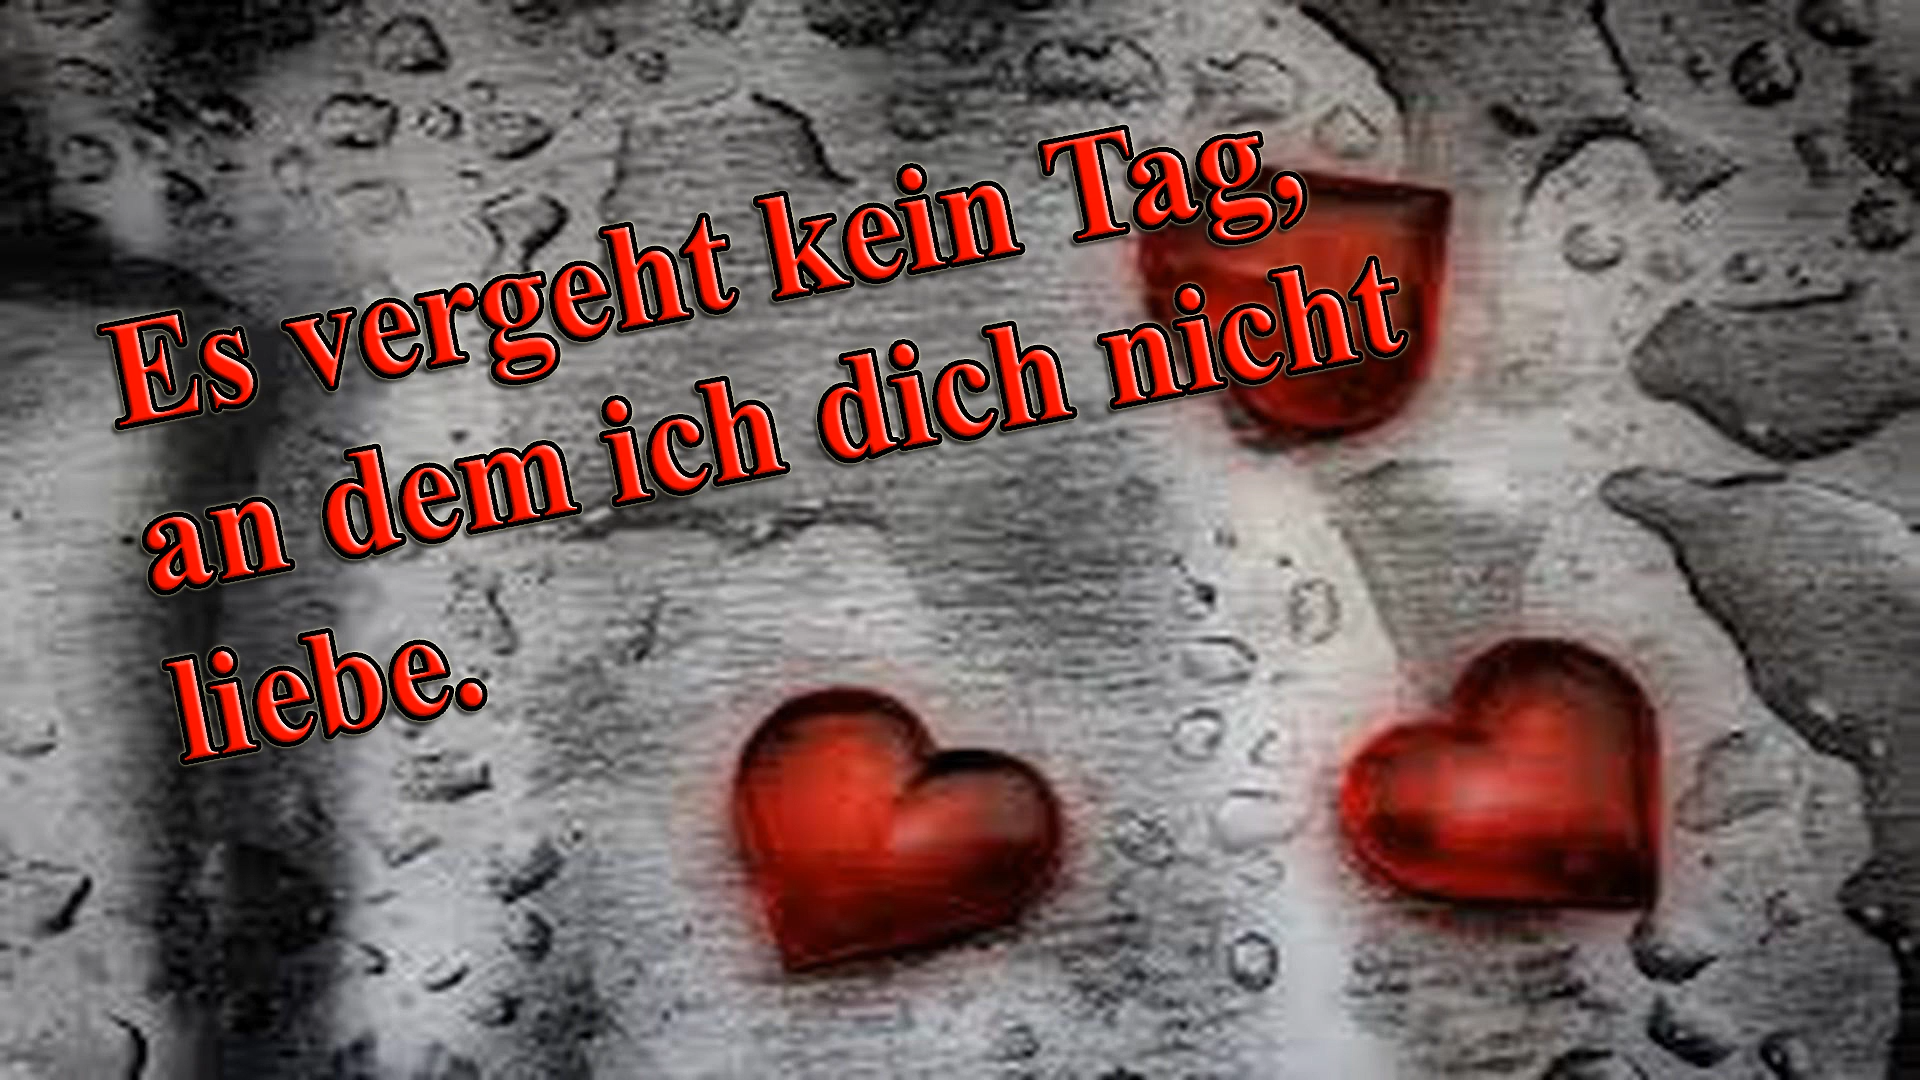 Es vergeht kein Tag,
an dem ich dich nicht
liebe.